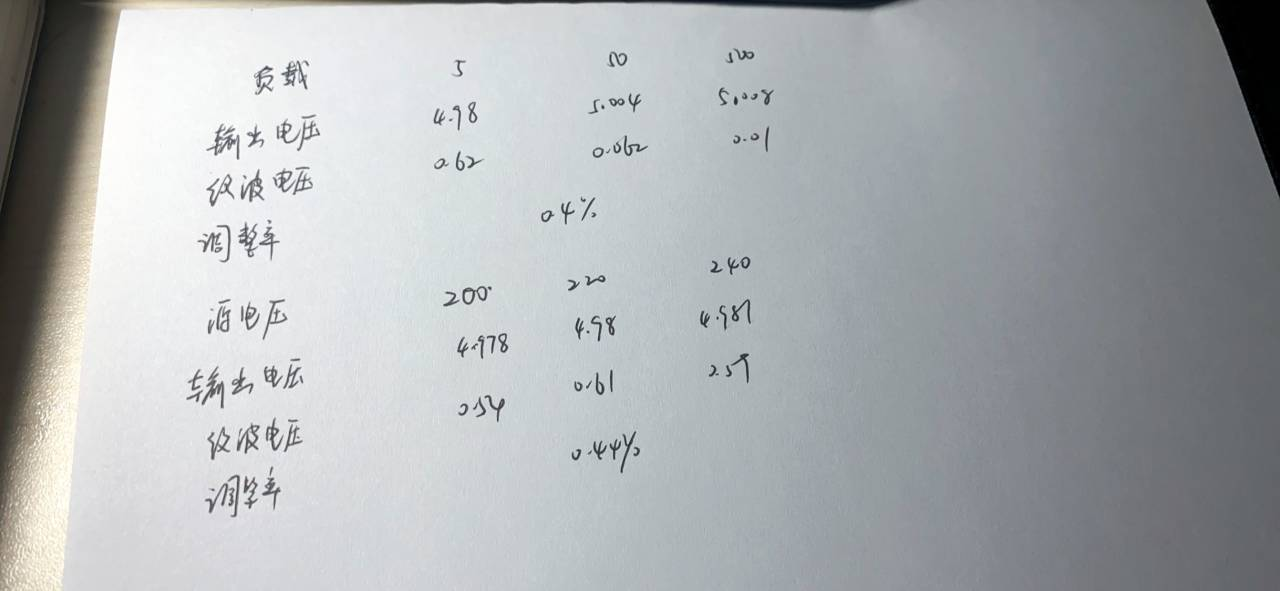 负载 5 50 500
输出电压 4.98 5.004 5.008
纹波电压 0.62 0.062 0.01
调整率 0.4%
源电压 200 220 240
输出电压 4.978 4.98 4.981
纹波电压 0.54 0.61
调整率 0.44%